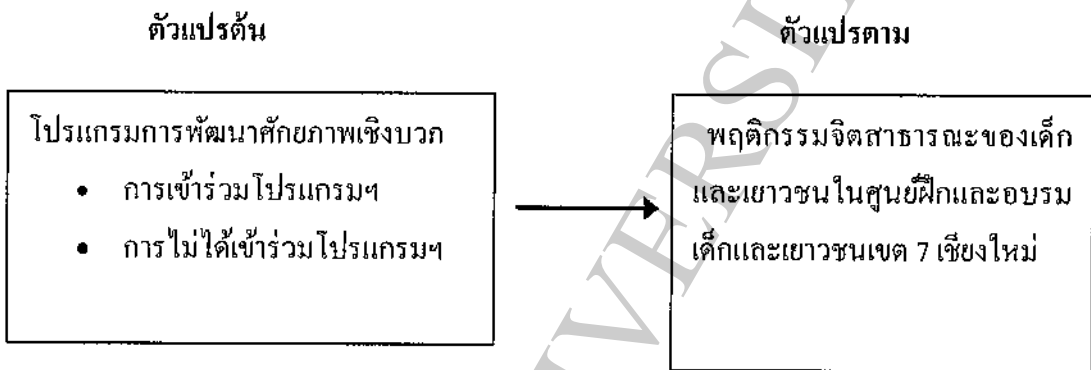 ตัวแปรต้น
ตัวแปรตาม
โปรแกรมการพัฒนาศักยภาพเชิงบวก
• การเข้าร่วมโปรแกรมฯ
• การไม่ได้เข้าร่วมโปรแกรมฯ
พฤติกรรมจิตสาธารณะของเด็ก
และเยาวชนในศูนย์ฝึกและอบรม
เด็กและเยาวชนเขต 7 เชียงใหม่